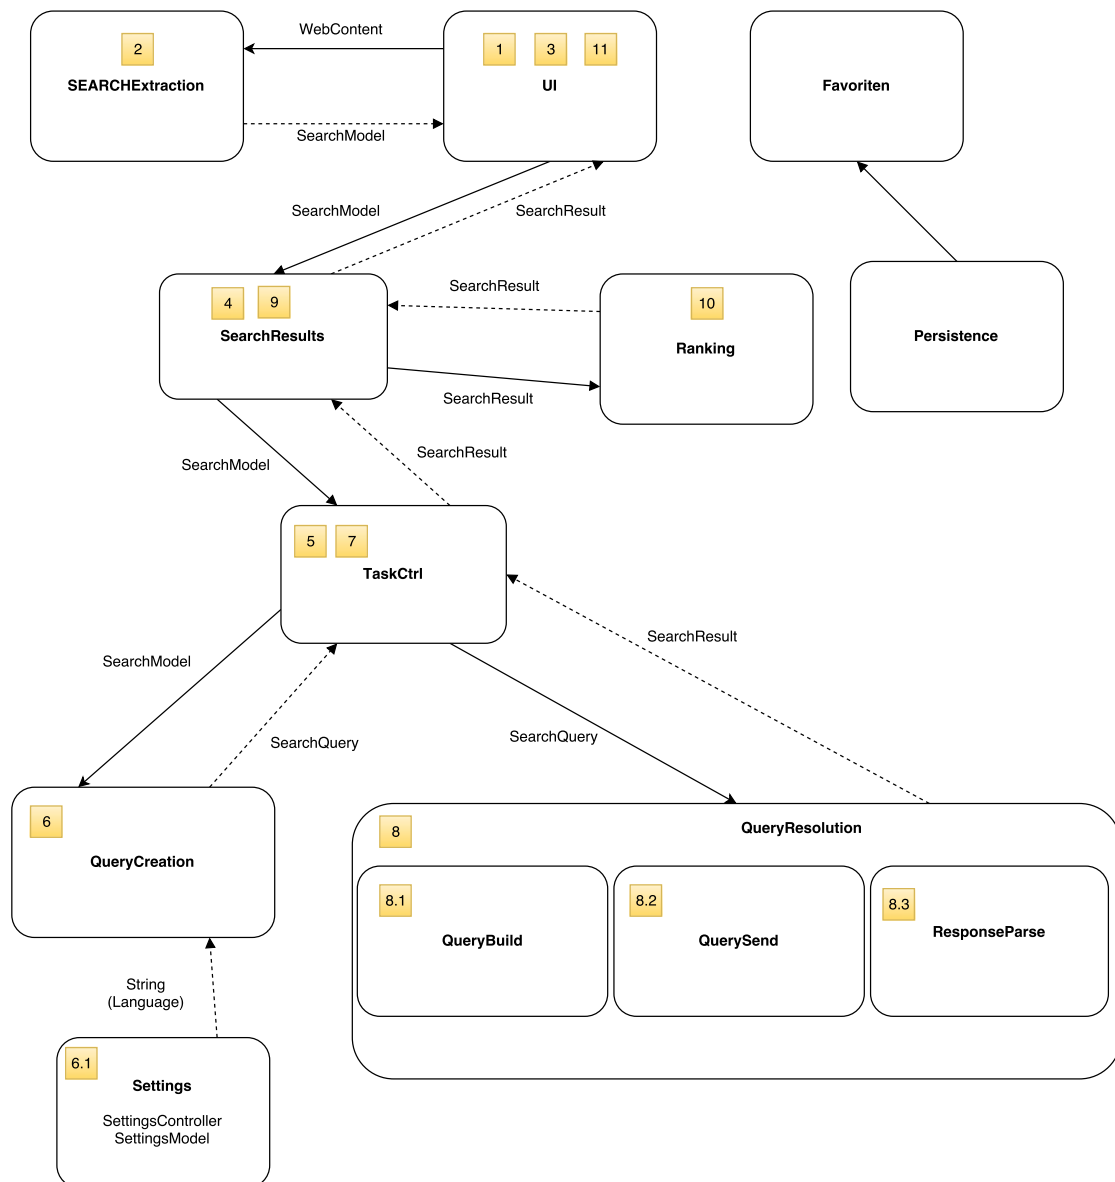 WebContent
2
SEARCHExtraction
1
3
11
UI
Favoriten
SearchModel
SearchModel
SearchResult
4
9
SearchResults
SearchResult
10
Ranking
Persistence
SearchResult
SearchModel
SearchResult
5
7
TaskCtrl
SearchModel
SearchResult
SearchQuery
SearchQuery
6
QueryCreation
8
QueryResolution
8.1
QueryBuild
8.2
QuerySend
8.3
ResponseParse
String
(Language)
6.1
Settings
SettingsController
SettingsModel